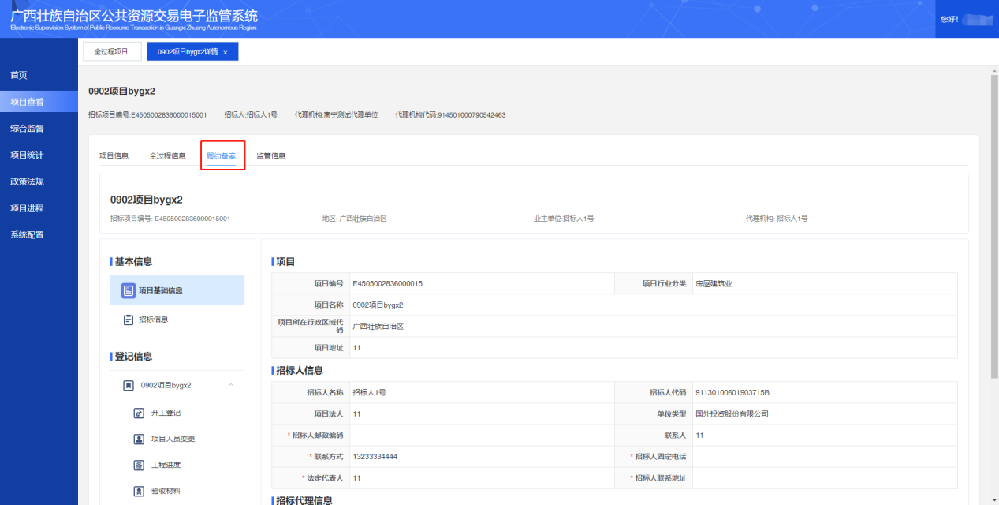 广西壮族自治区公共资源交易电子监管系统
Electronic Supervision System of Public Resource Transaction in Guangxi Zhuang Autonomous Region
您好!
全过程项目
0902项目bygx2详情 ×
首页
项目查看
综合监督
项目统计
政策法规
项目进程
系统配置
0902项目bygx2
招标项目编号:E4505002836000015001 招标人:招标人1号 代理机构:南宁测试代理单位 代理机构代码:914501000790542463
项目信息 全过程信息 履约备案 监管信息
0902项目bygx2
招标项目编号: E4505002836000015001 地区: 广西壮族自治区 业主单位:招标人1号 代理机构: 招标人1号
基本信息
项目基础信息
招标信息
登记信息
0902项目bygx2
开工登记
项目人员变更
工程进度
验收材料
项目
项目编号 E4505002836000015 项目行业分类 房屋建筑业
项目名称 0902项目bygx2
项目所在行政区域代码 广西壮族自治区
项目地址 11
招标人信息
招标人名称 招标人1号 招标人代码 91130100601903715B
项目法人 11 单位类型 国外投资股份有限公司
* 招标人邮政编码 联系人 11
* 联系方式 13233334444 * 招标人固定电话
* 法定代表人 11 * 招标人联系地址
招标代理信息